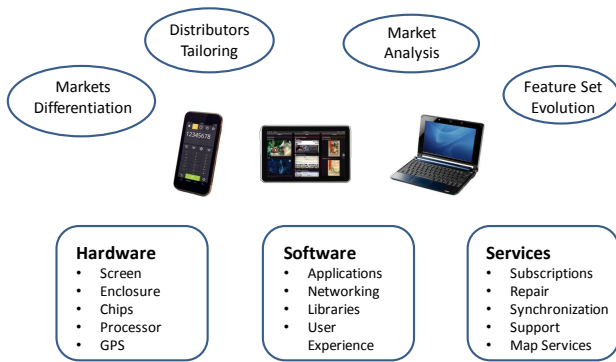 Distributors
Tailoring
Market
Analysis
Markets
Differentiation
Feature Set
Evolution
12345678
Hardware
• Screen
• Enclosure
• Chips
• Processor
• GPS
Software
• Applications
• Networking
• Libraries
• User
Experience
Services
• Subscriptions
• Repair
• Synchronization
• Support
• Map Services